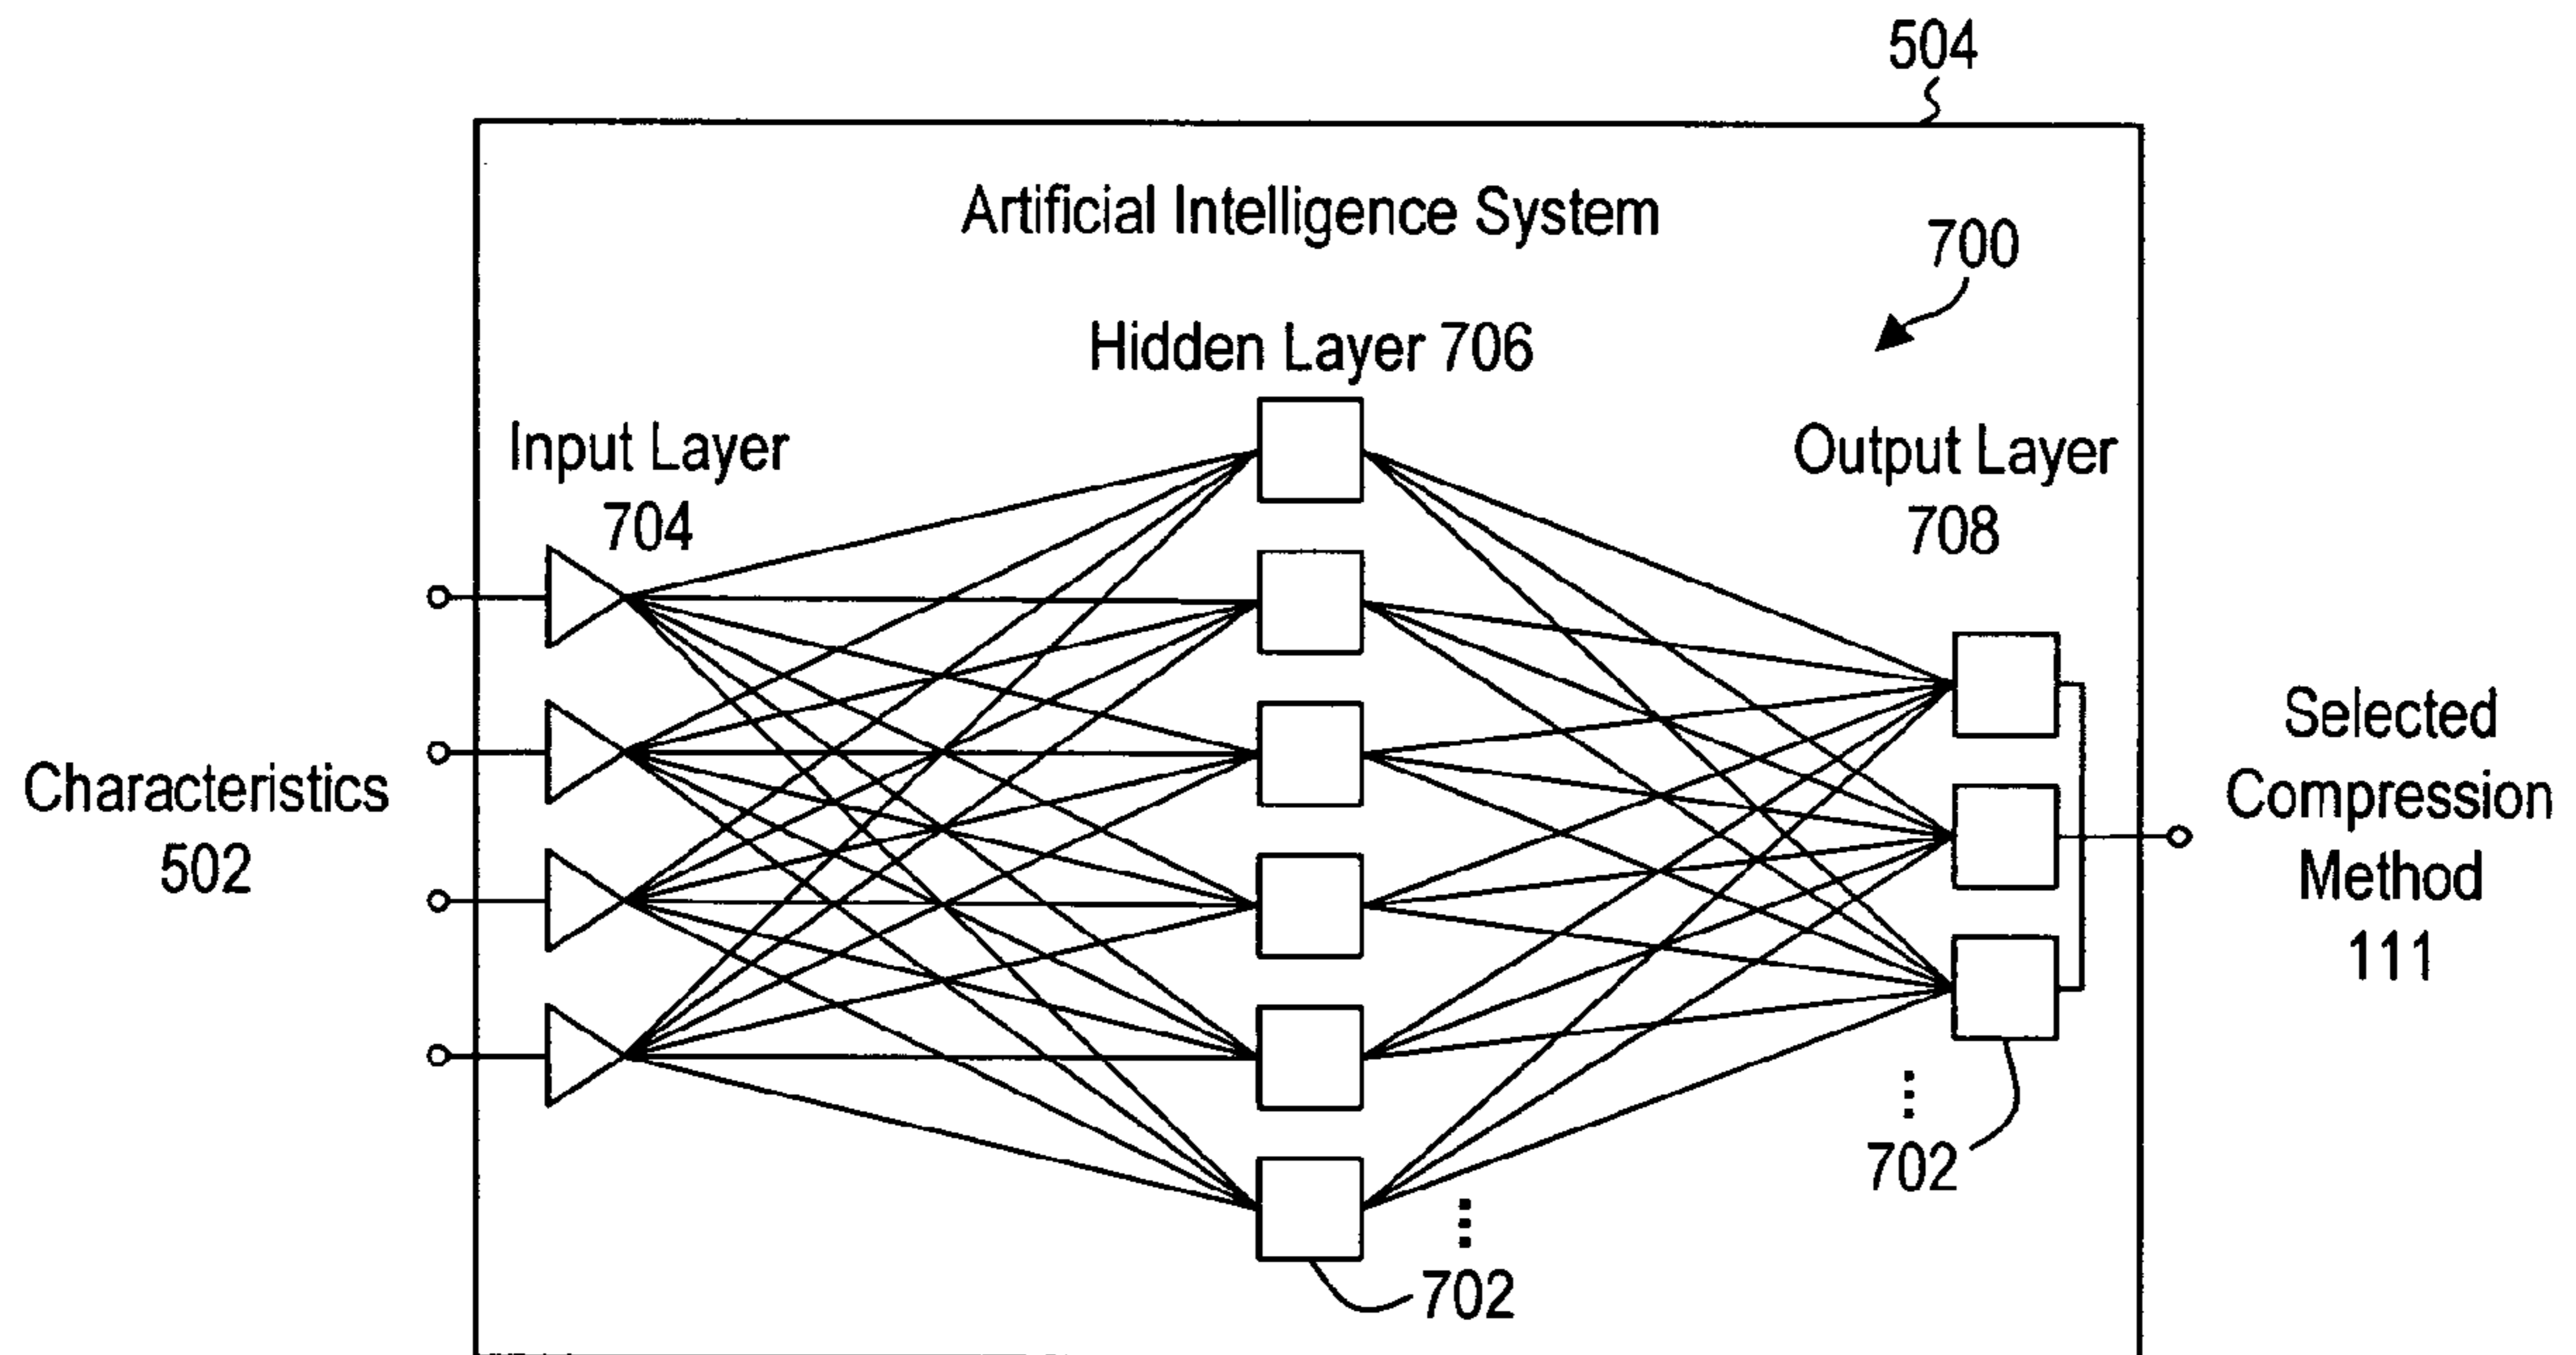 504
Artificial Intelligence System
700
Hidden Layer 706
Input Layer
704
Output Layer
708
Characteristics
502
Selected
Compression
Method
111
702
702